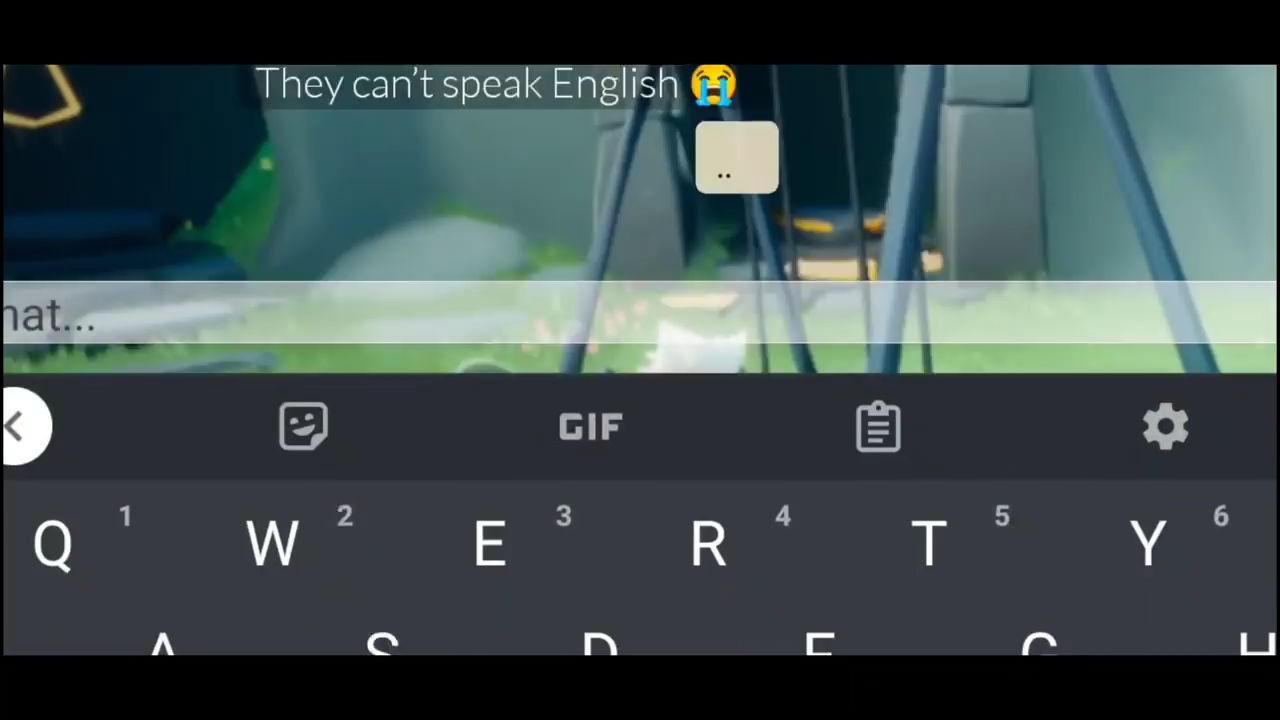 They can't speak English 😭
..
hat...
GIF
1 2 3 4 5 6
Q W E R T Y
A S D F G H